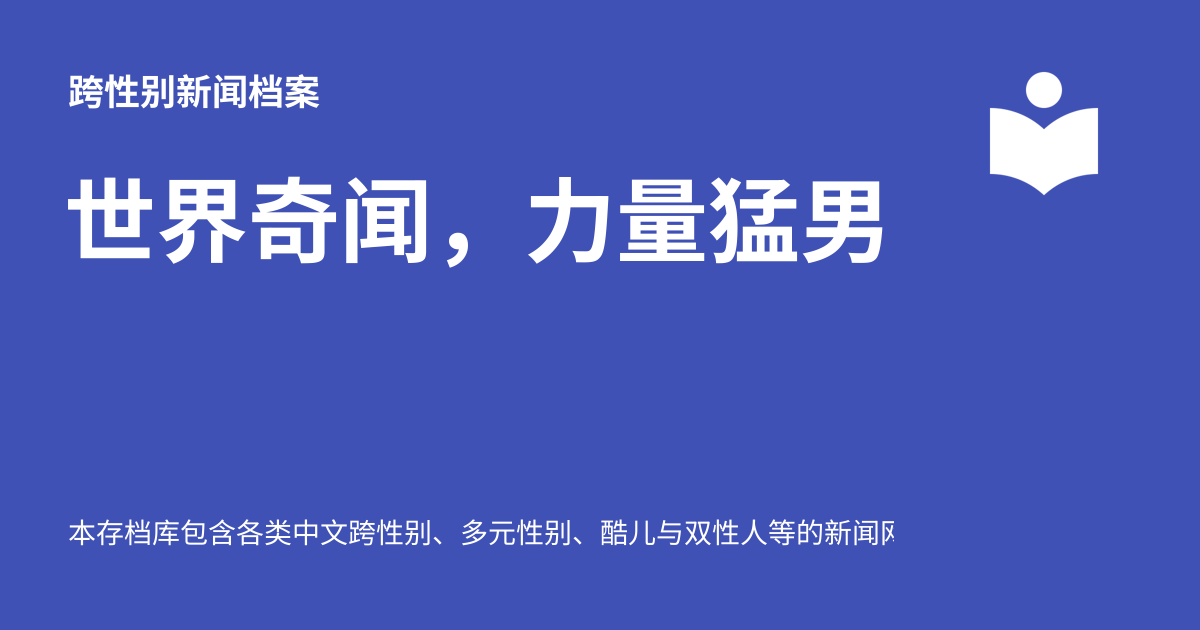 跨性别新闻档案
世界奇闻，力量猛男
本存档库包含各类中文跨性别、多元性别、酷儿与双性人等的新闻